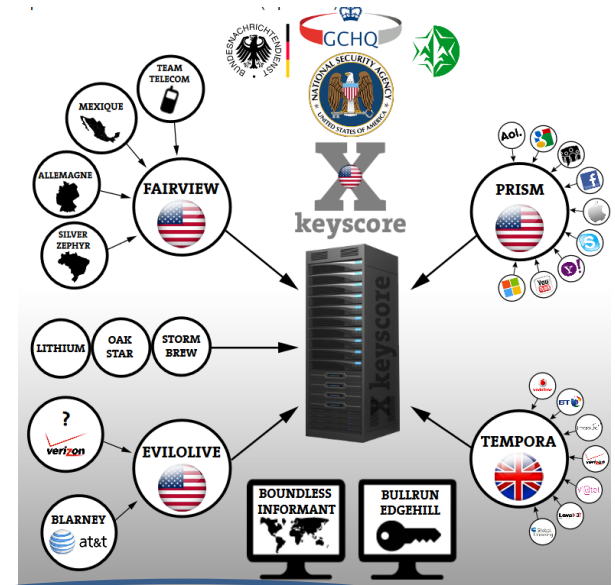 BUNDESNACHRICHTENDIENST
GCHQ
NATIONAL SECURITY AGENCY
UNITED STATES OF AMERICA
X
keyscore
TEAM
TELECOM
MEXIQUE
ALLEMAGNE
SILVER
ZEPHYR
FAIRVIEW
PRISM
Aol.
You
Tube
LITHIUM
OAK
STAR
STORM
BREW
X keyscore
?
verizon
EVILOLIVE
BLARNEY
at&t
TEMPORA
vodafone
BT
verizon
Level 3
BOUNDLESS
INFORMANT
BULLRUN
EDGEHILL